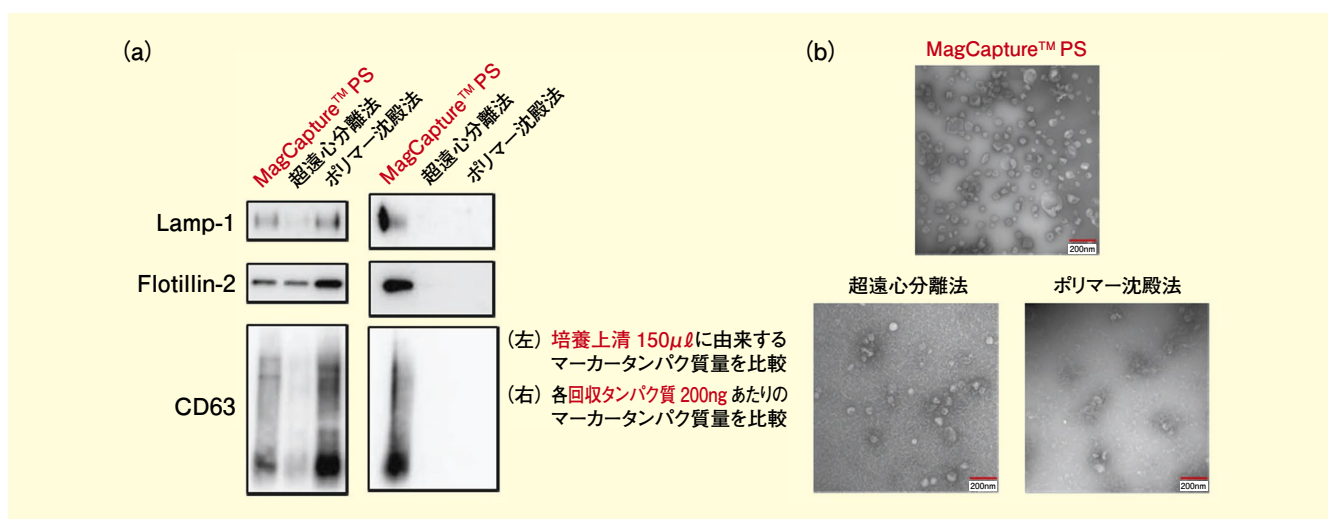 (a)
MagCapture™ PS
超遠心分離法
ポリマー沈殿法
MagCapture™ PS
超遠心分離法
ポリマー沈殿法
Lamp-1
Flotillin-2
CD63
(左) 培養上清 150μℓに由来する
マーカータンパク質量を比較
(右) 各回収タンパク質 200ng あたりの
マーカータンパク質量を比較
(b)
MagCapture™ PS
200nm
超遠心分離法
200nm
ポリマー沈殿法
200nm